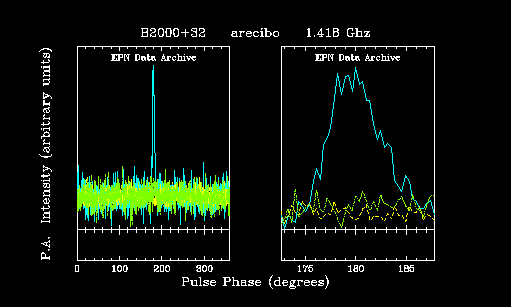 B2000+32 arecibo 1.418 Ghz
EPN Data Archive EPN Data Archive
Intensity (arbitrary units)
P.A.
0 100 200 300 175 180 185
Pulse Phase (degrees)